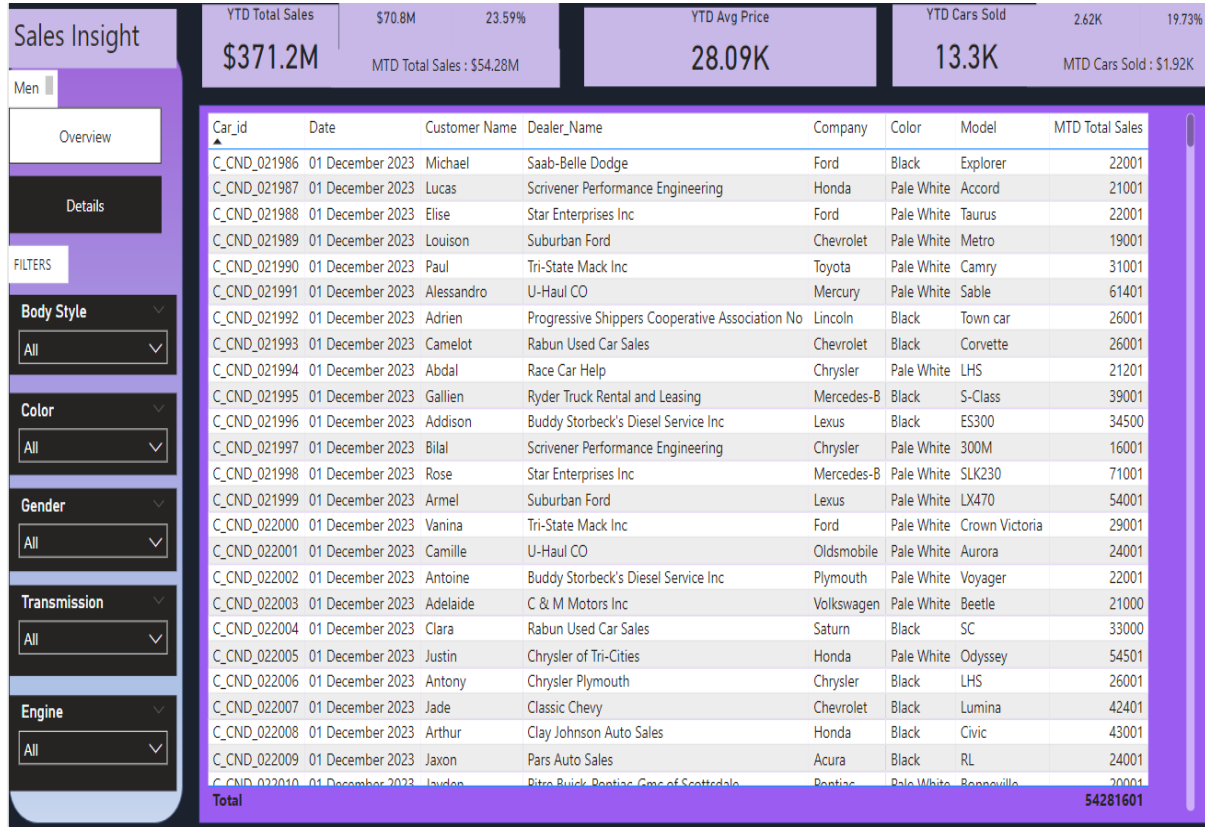 Sales Insight
Men
Overview
Details
FILTERS
Body Style
All
Color
All
Gender
All
Transmission
All
Engine
All
YTD Total Sales $70.8M 23.59%
$371.2M MTD Total Sales : $54.28M
YTD Avg Price
28.09K
YTD Cars Sold 2.62K 19.73%
13.3K MTD Cars Sold : $1.92K
Car_id Date Customer Name Dealer_Name Company Color Model MTD Total Sales
C_CND_021986 01 December 2023 Michael Saab-Belle Dodge Ford Black Explorer 22001
C_CND_021987 01 December 2023 Lucas Scrivener Performance Engineering Honda Pale White Accord 21001
C_CND_021988 01 December 2023 Elise Star Enterprises Inc Ford Pale White Taurus 22001
C_CND_021989 01 December 2023 Louison Suburban Ford Chevrolet Pale White Metro 19001
C_CND_021990 01 December 2023 Paul Tri-State Mack Inc Toyota Pale White Camry 31001
C_CND_021991 01 December 2023 Alessandro U-Haul CO Mercury Pale White Sable 61401
C_CND_021992 01 December 2023 Adrien Progressive Shippers Cooperative Association No Lincoln Black Town car 26001
C_CND_021993 01 December 2023 Camelot Rabun Used Car Sales Chevrolet Black Corvette 26001
C_CND_021994 01 December 2023 Abdal Race Car Help Chrysler Pale White LHS 21201
C_CND_021995 01 December 2023 Gallien Ryder Truck Rental and Leasing Mercedes-B Black S-Class 39001
C_CND_021996 01 December 2023 Addison Buddy Storbeck's Diesel Service Inc Lexus Black ES300 34500
C_CND_021997 01 December 2023 Bilal Scrivener Performance Engineering Chrysler Pale White 300M 16001
C_CND_021998 01 December 2023 Rose Star Enterprises Inc Mercedes-B Pale White SLK230 71001
C_CND_021999 01 December 2023 Armel Suburban Ford Lexus Pale White LX470 54001
C_CND_022000 01 December 2023 Vanina Tri-State Mack Inc Ford Pale White Crown Victoria 29001
C_CND_022001 01 December 2023 Camille U-Haul CO Oldsmobile Pale White Aurora 24001
C_CND_022002 01 December 2023 Antoine Buddy Storbeck's Diesel Service Inc Plymouth Pale White Voyager 22001
C_CND_022003 01 December 2023 Adelaide C & M Motors Inc Volkswagen Pale White Beetle 21000
C_CND_022004 01 December 2023 Clara Rabun Used Car Sales Saturn Black SC 33000
C_CND_022005 01 December 2023 Justin Chrysler of Tri-Cities Honda Pale White Odyssey 54501
C_CND_022006 01 December 2023 Antony Chrysler Plymouth Chrysler Black LHS 26001
C_CND_022007 01 December 2023 Jade Classic Chevy Chevrolet Black Lumina 42401
C_CND_022008 01 December 2023 Arthur Clay Johnson Auto Sales Honda Black Civic 43001
C_CND_022009 01 December 2023 Jaxon Pars Auto Sales Acura Black RL 24001
C_CND_022010 01 December 2023 Jayden Pitre Buick-Pontiac-Gmc of Scottsdale Pontiac Pale White Bonneville 20001
Total 54281601